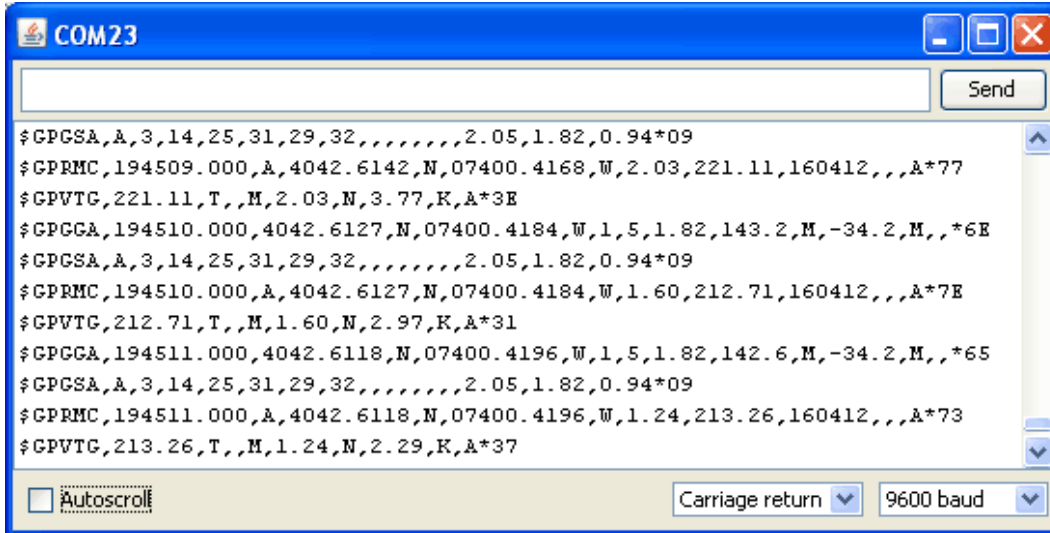 COM23
Send
$GPGSA,A,3,14,25,31,29,32,,,,,,,,2.05,1.82,0.94*09
$GPRMC,194509.000,A,4042.6142,N,07400.4168,W,2.03,221.11,160412,,,A*77
$GPVTG,221.11,T,,M,2.03,N,3.77,K,A*3E
$GPGGA,194510.000,4042.6127,N,07400.4184,W,1,5,1.82,143.2,M,-34.2,M,,*6E
$GPGSA,A,3,14,25,31,29,32,,,,,,,,2.05,1.82,0.94*09
$GPRMC,194510.000,A,4042.6127,N,07400.4184,W,1.60,212.71,160412,,,A*7E
$GPVTG,212.71,T,,M,1.60,N,2.97,K,A*31
$GPGGA,194511.000,4042.6118,N,07400.4196,W,1,5,1.82,142.6,M,-34.2,M,,*65
$GPGSA,A,3,14,25,31,29,32,,,,,,,,2.05,1.82,0.94*09
$GPRMC,194511.000,A,4042.6118,N,07400.4196,W,1.24,213.26,160412,,,A*73
$GPVTG,213.26,T,,M,1.24,N,2.29,K,A*37
Autoscroll Carriage return 9600 baud